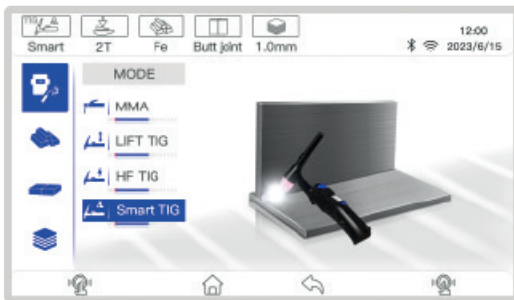 TIG
Smart 2T Fe Butt joint 1.0mm
12:00
2023/6/15
MODE
MMA
LIFT TIG
HF TIG
Smart TIG